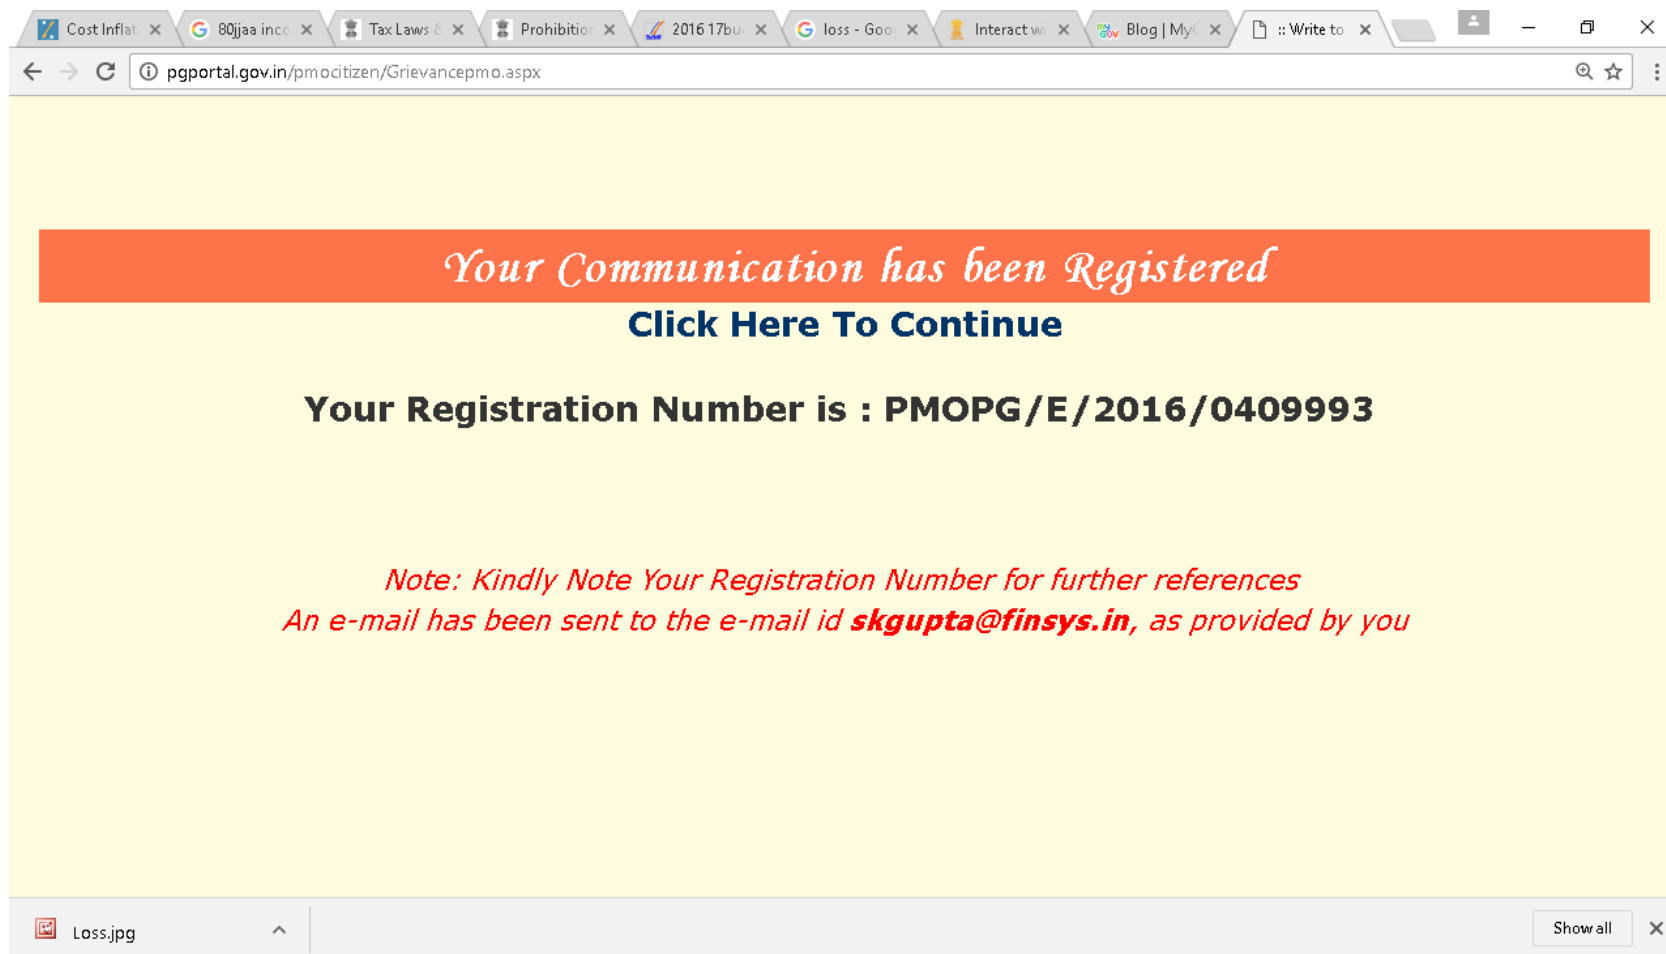 Cost Inflat 80jjaa inco Tax Laws & Prohibition 2016 17bu loss - Goo Interact wi Blog | MyG :: Write to
pgportal.gov.in/pmocitizen/Grievancepmo.aspx
Your Communication has been Registered
Click Here To Continue
Your Registration Number is : PMOPG/E/2016/0409993
Note: Kindly Note Your Registration Number for further references
An e-mail has been sent to the e-mail id skgupta@finsys.in, as provided by you
Loss.jpg Show all